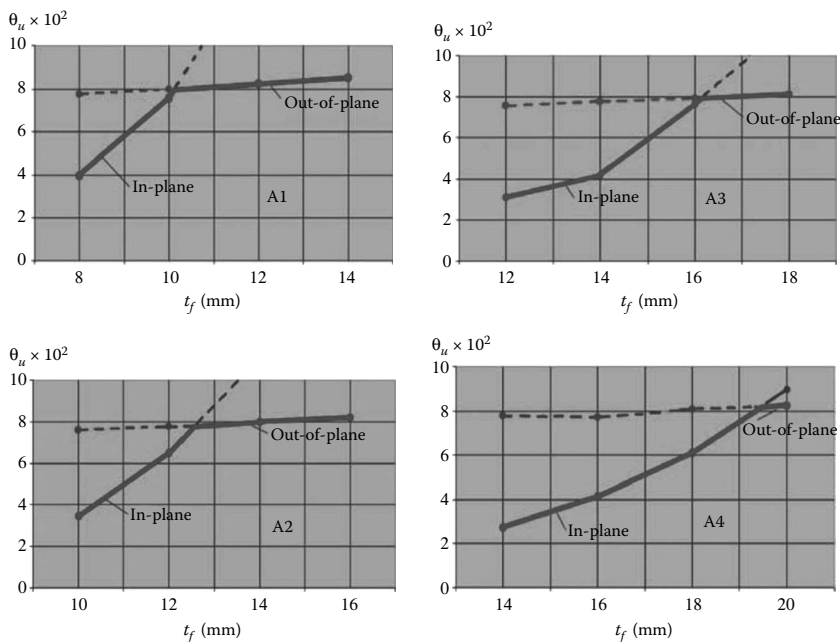 θu × 10²
10
8
6
4
2
0
In-plane
Out-of-plane
A1
8 10 12 14
tf (mm)
θu × 10²
10
8
6
4
2
0
In-plane
Out-of-plane
A3
12 14 16 18
tf (mm)
θu × 10²
10
8
6
4
2
0
In-plane
Out-of-plane
A2
10 12 14 16
tf (mm)
θu × 10²
10
8
6
4
2
0
Out-of-plane
In-plane
A4
14 16 18 20
tf (mm)